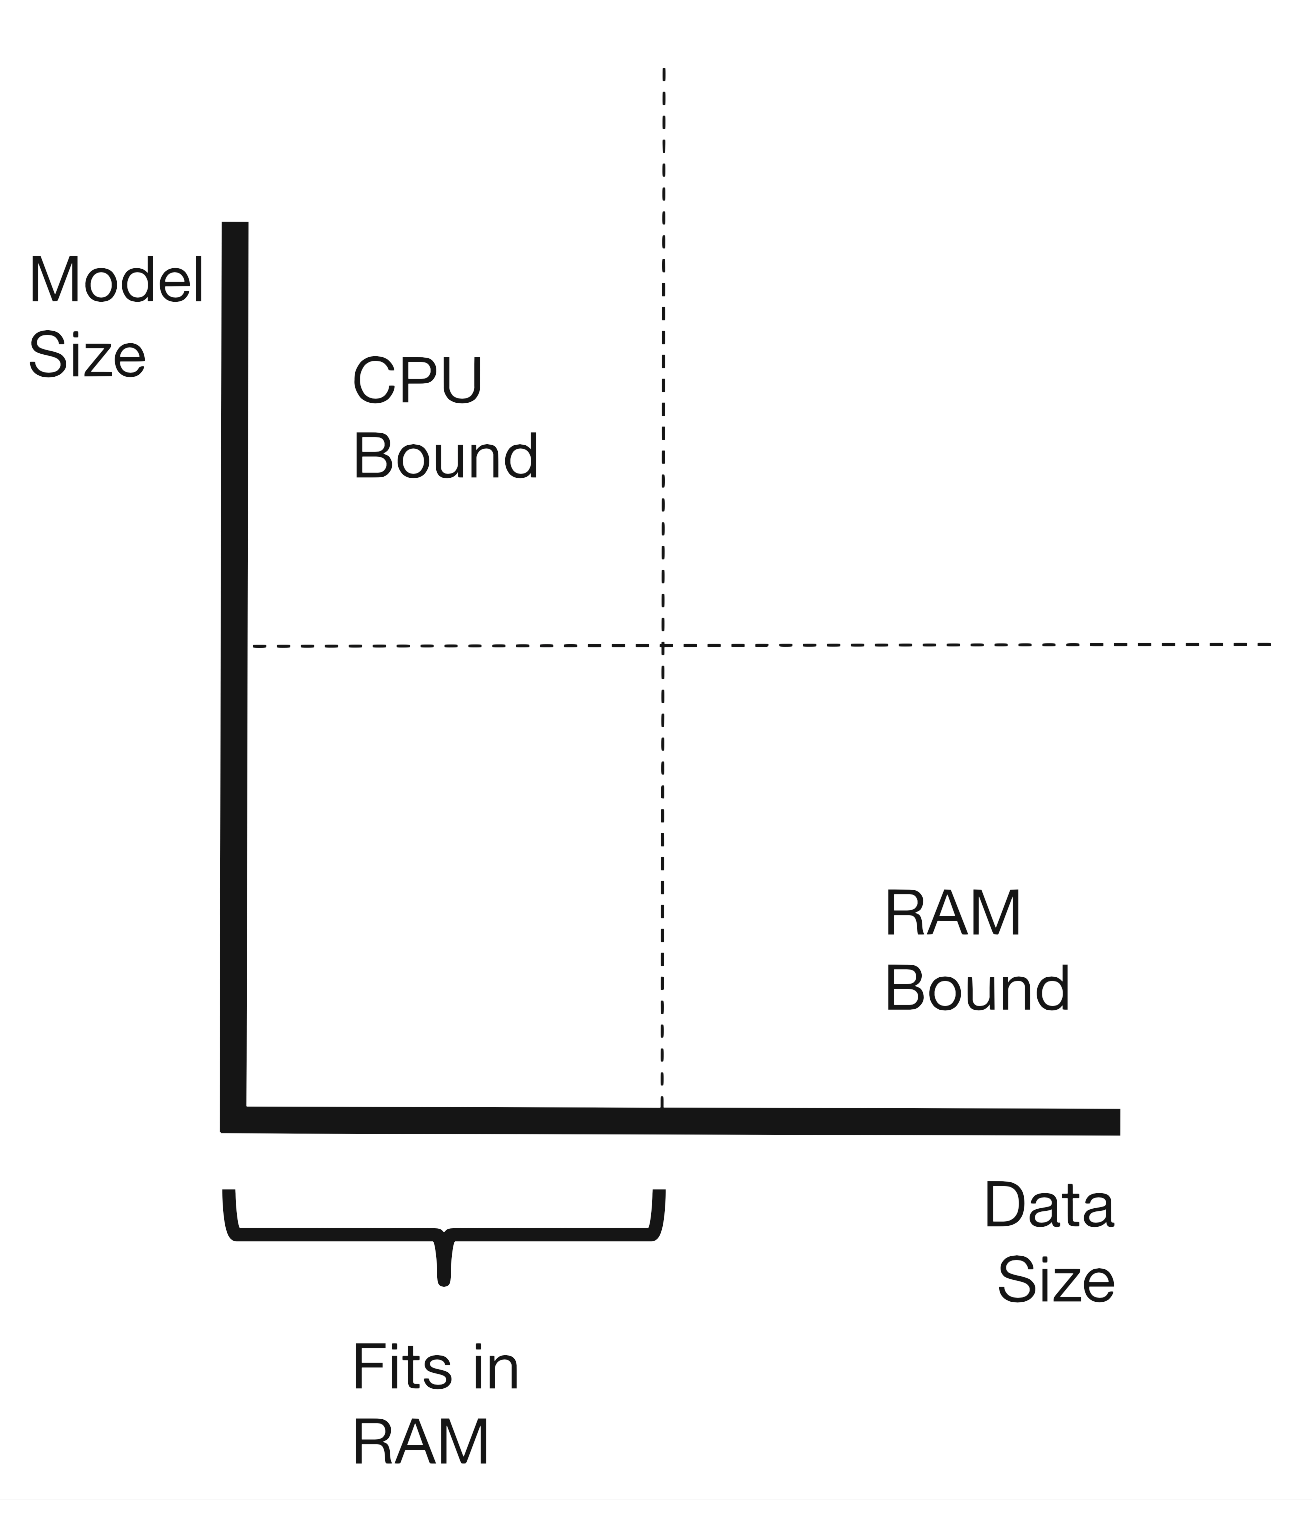 Model
Size
CPU
Bound
RAM
Bound
Data
Size
Fits in
RAM